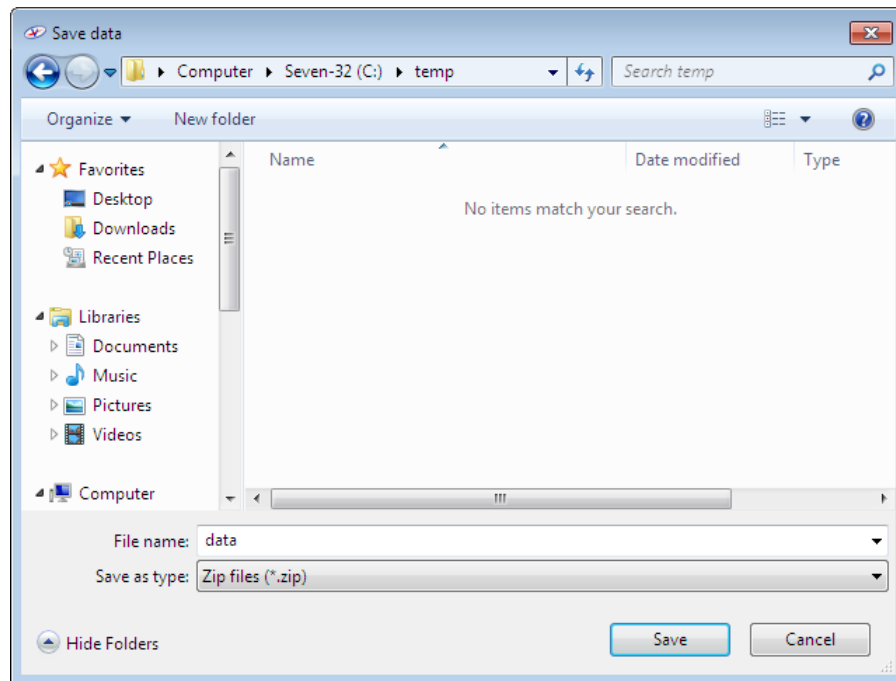 Save data
Computer Seven-32 (C:) temp Search temp
Organize New folder
Name Date modified Type
No items match your search.
Favorites
Desktop
Downloads
Recent Places
Libraries
Documents
Music
Pictures
Videos
Computer
File name: data
Save as type: Zip files (*.zip)
Hide Folders Save Cancel